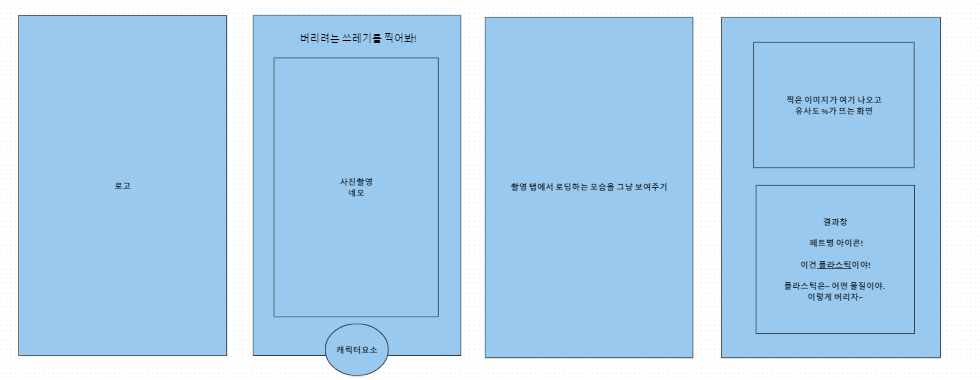 로고
버리려는 쓰레기를 찍어봐!
사진촬영
네모
캐릭터요소
촬영 탭에서 로딩하는 모습을 그냥 보여주기
찍은 이미지가 여기 나오고
유사도 %가 뜨는 화면
결과창
페트병 아이콘!
이건 플라스틱이야!
플라스틱은~ 어떤 물질이야.
이렇게 버리자~